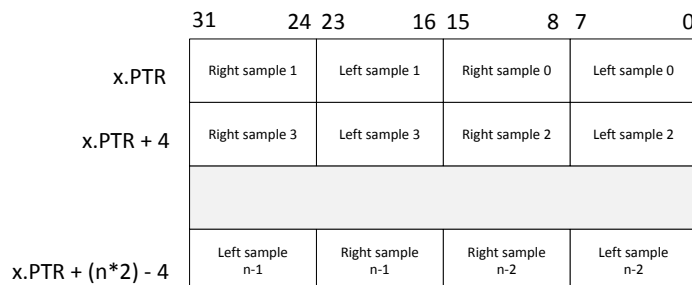 31 24 23 16 15 8 7 0
x.PTR Right sample 1 Left sample 1 Right sample 0 Left sample 0
x.PTR + 4 Right sample 3 Left sample 3 Right sample 2 Left sample 2
x.PTR + (n*2) - 4 Left sample Right sample Right sample Left sample
n-1 n-1 n-2 n-2